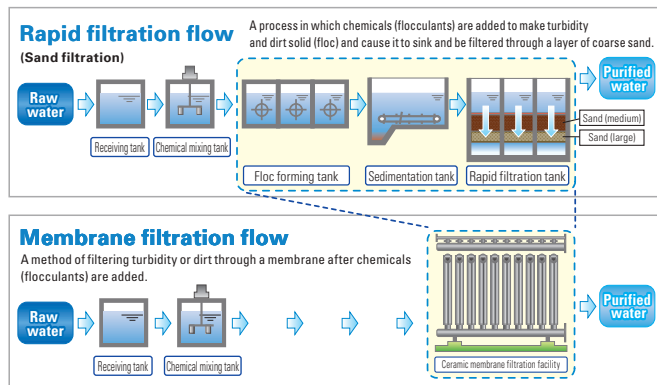 Rapid filtration flow
(Sand filtration)
A process in which chemicals (flocculants) are added to make turbidity
and dirt solid (floc) and cause it to sink and be filtered through a layer of coarse sand.
Raw
water
Receiving tank
Chemical mixing tank
Floc forming tank
Sedimentation tank
Rapid filtration tank
Purified
water
Sand (medium)
Sand (large)
Membrane filtration flow
A method of filtering turbidity or dirt through a membrane after chemicals
(flocculants) are added.
Raw
water
Receiving tank
Chemical mixing tank
Ceramic membrane filtration facility
Purified
water